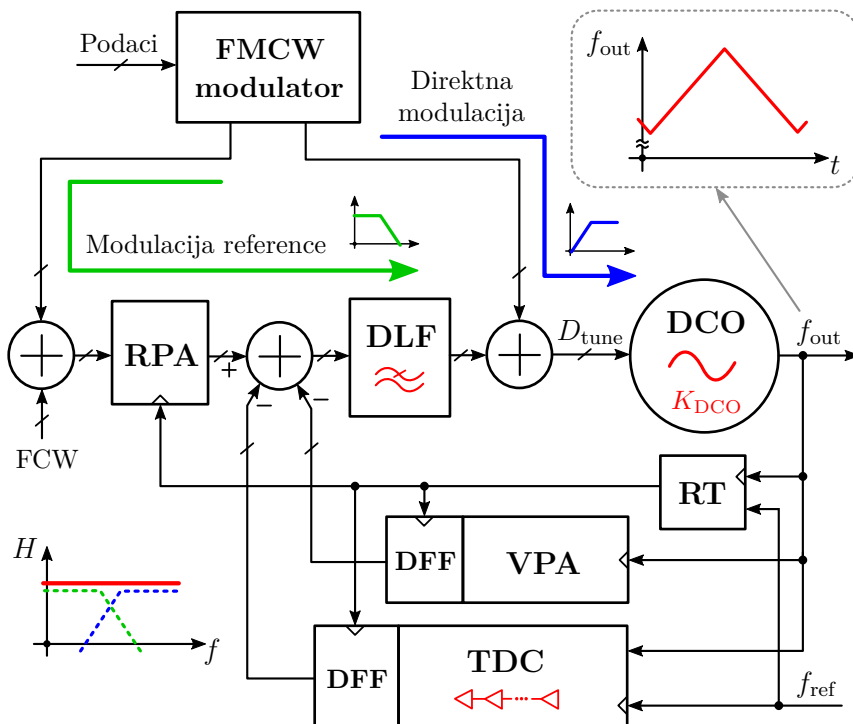 Podaci
FMCW
modulator
Direktna
modulacija
f_out
t
Modulacija reference
RPA
+
−
−
DLF
D_tune
DCO
K_DCO
f_out
FCW
RT
DFF
VPA
H
f
DFF
TDC
f_ref